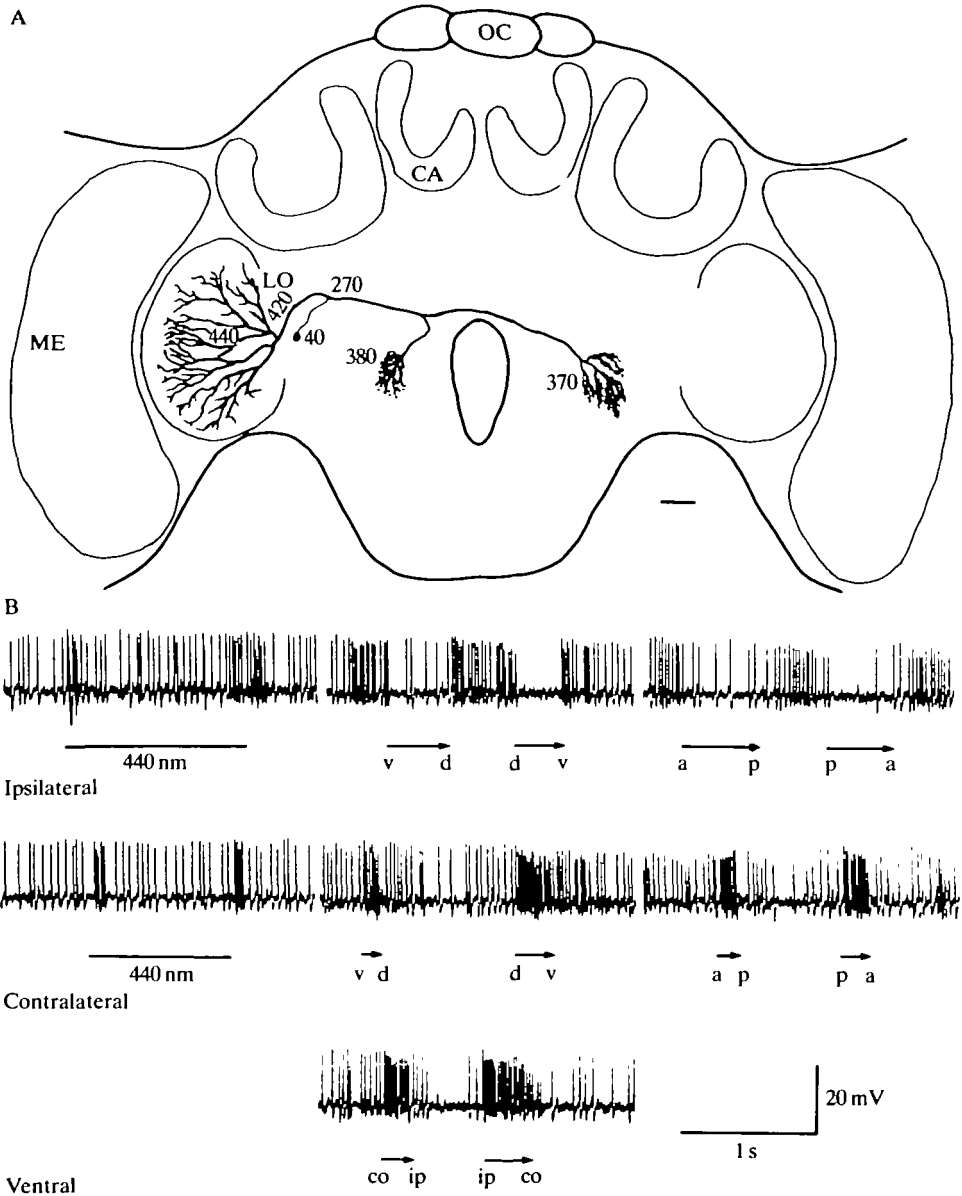 A
OC
CA
LO
270
420
ME
440
40
380
370
B
440 nm
v d d v
a p p a
Ipsilateral
440 nm
v d d v
a p p a
Contralateral
20 mV
1 s
co ip ip co
Ventral